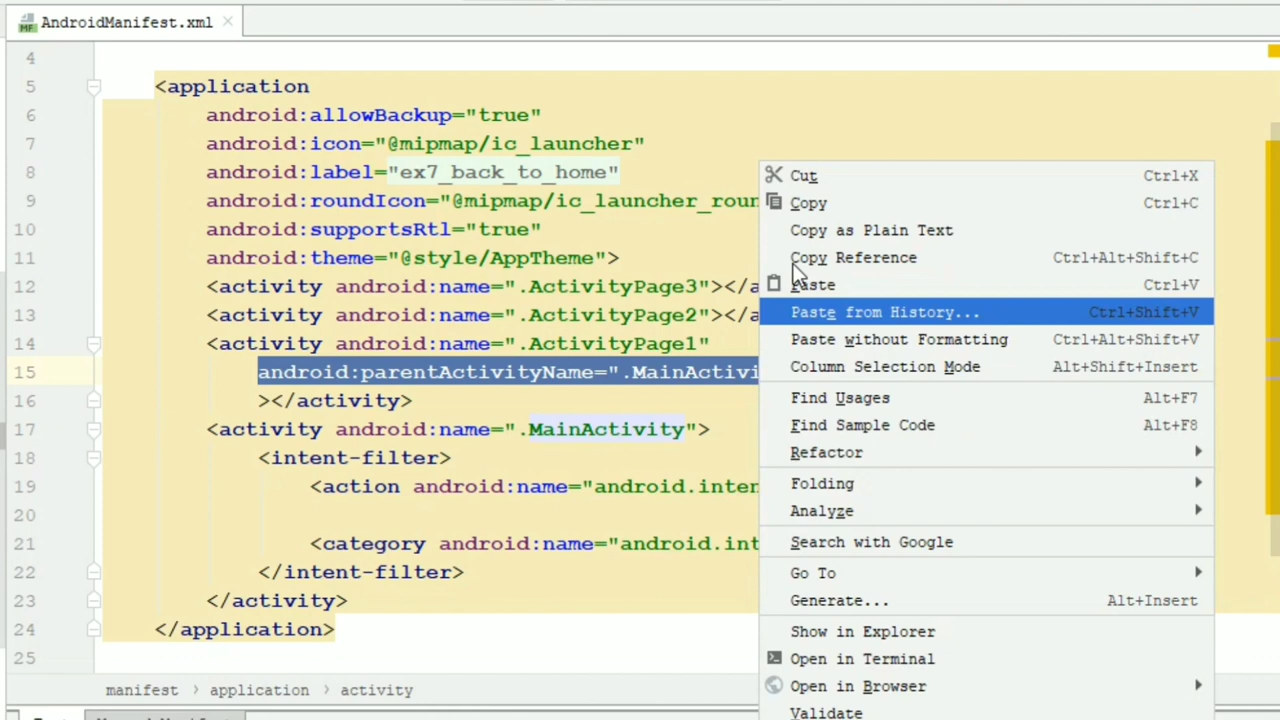 AndroidManifest.xml
4
5 <application
6 android:allowBackup="true"
7 android:icon="@mipmap/ic_launcher"
8 android:label="ex7_back_to_home"
9 android:roundIcon="@mipmap/ic_launcher_roun
10 android:supportsRtl="true"
11 android:theme="@style/AppTheme">
12 <activity android:name=".ActivityPage3"></a
13 <activity android:name=".ActivityPage2"></a
14 <activity android:name=".ActivityPage1"
15 android:parentActivityName=".MainActivi
16 ></activity>
17 <activity android:name=".MainActivity">
18 <intent-filter>
19 <action android:name="android.inten
20
21 <category android:name="android.int
22 </intent-filter>
23 </activity>
24 </application>
25
manifest › application › activity
Cut Ctrl+X
Copy Ctrl+C
Copy as Plain Text
Copy Reference Ctrl+Alt+Shift+C
Paste Ctrl+V
Paste from History... Ctrl+Shift+V
Paste without Formatting Ctrl+Alt+Shift+V
Column Selection Mode Alt+Shift+Insert
Find Usages Alt+F7
Find Sample Code Alt+F8
Refactor
Folding
Analyze
Search with Google
Go To
Generate... Alt+Insert
Show in Explorer
Open in Terminal
Open in Browser
Validate